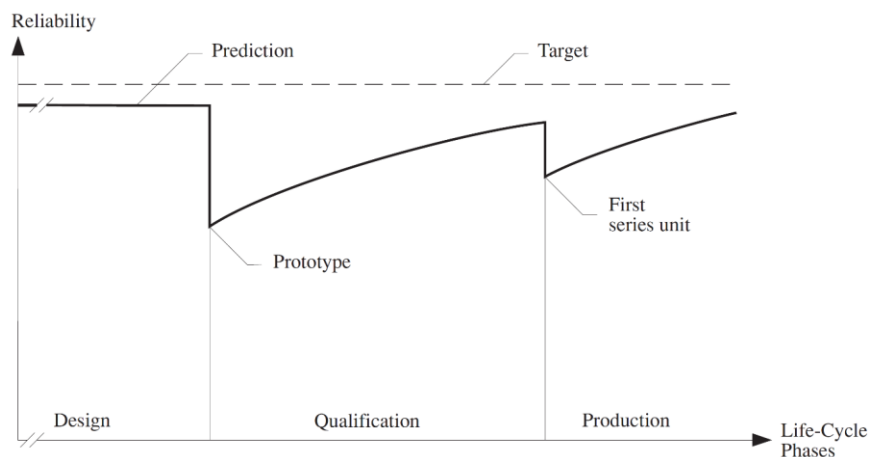 Reliability
Prediction
Target
First
series unit
Prototype
Design
Qualification
Production
Life-Cycle
Phases